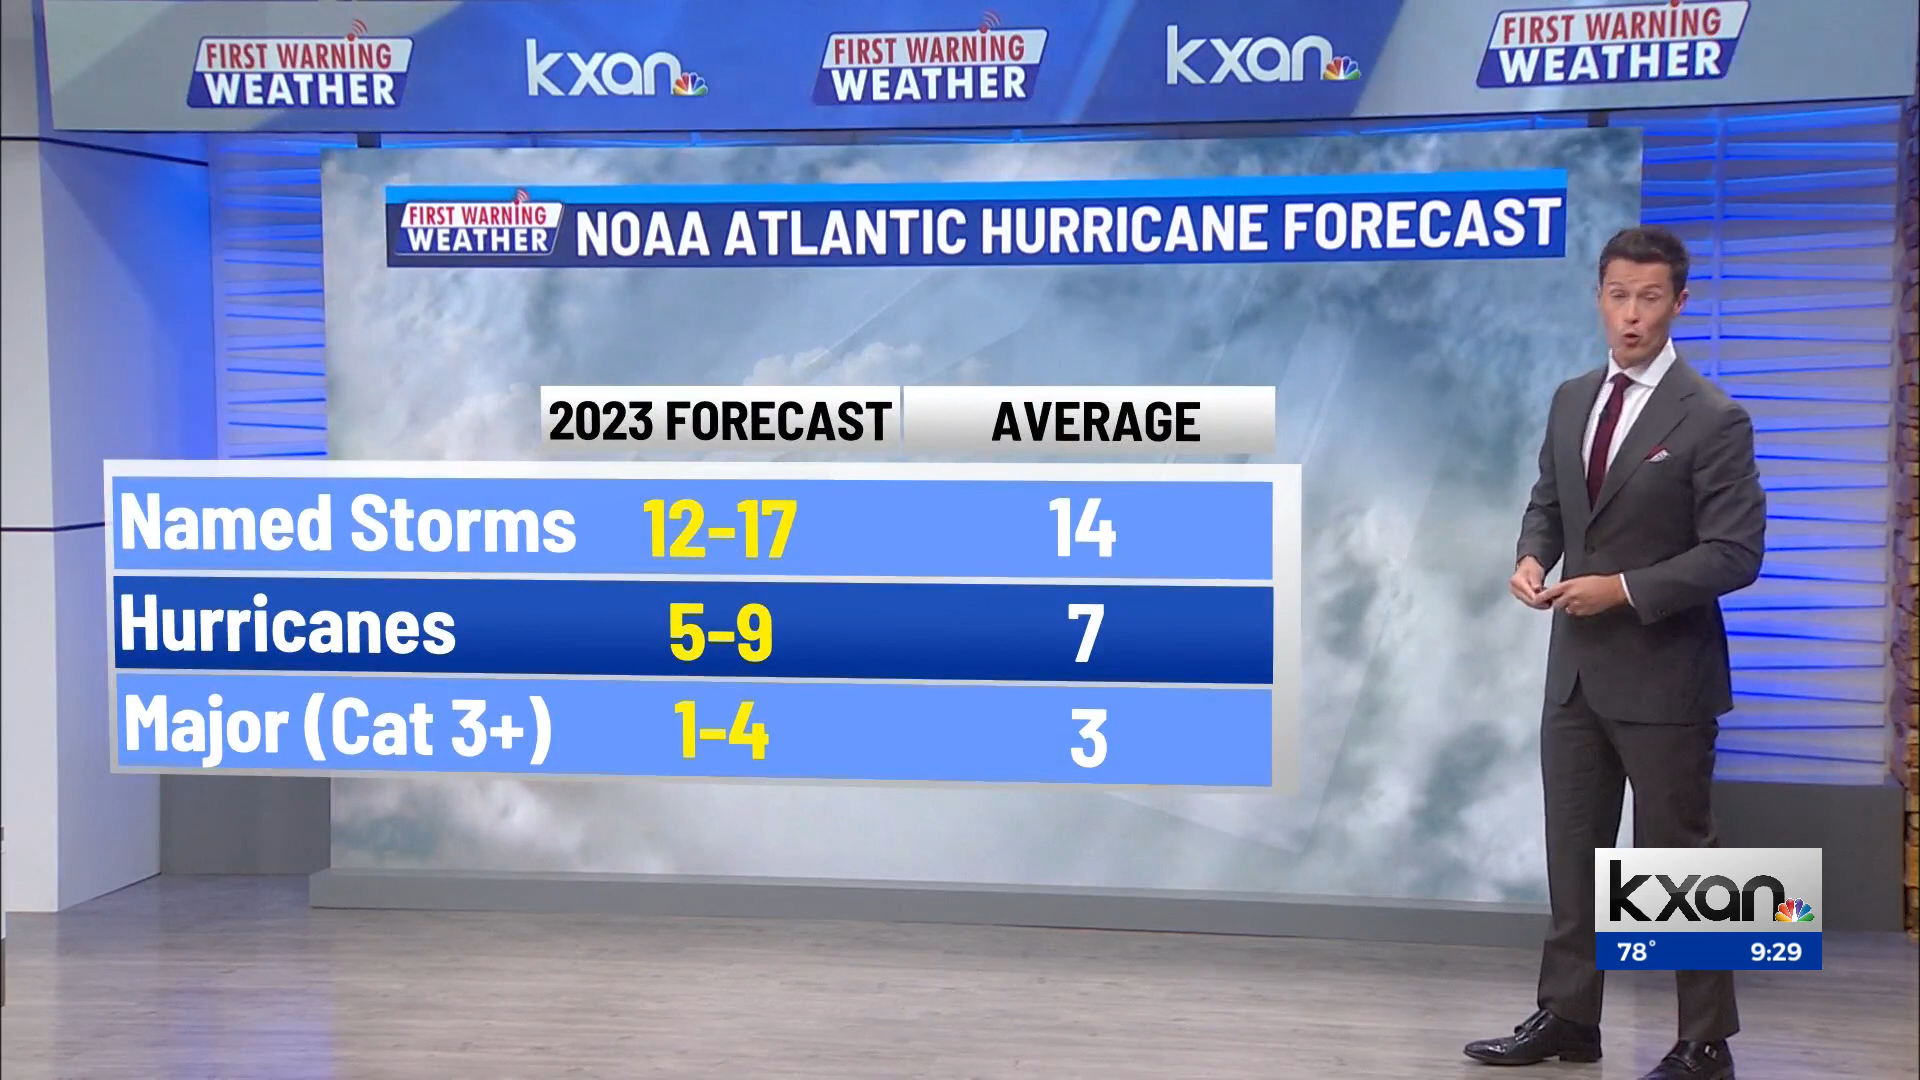 FIRST WARNING
WEATHER
kxan
FIRST WARNING
WEATHER
kxan
FIRST WARNING
WEATHER
FIRST WARNING
WEATHER
NOAA ATLANTIC HURRICANE FORECAST
2023 FORECAST AVERAGE
Named Storms 12-17 14
Hurricanes 5-9 7
Major (Cat 3+) 1-4 3
kxan
78° 9:29